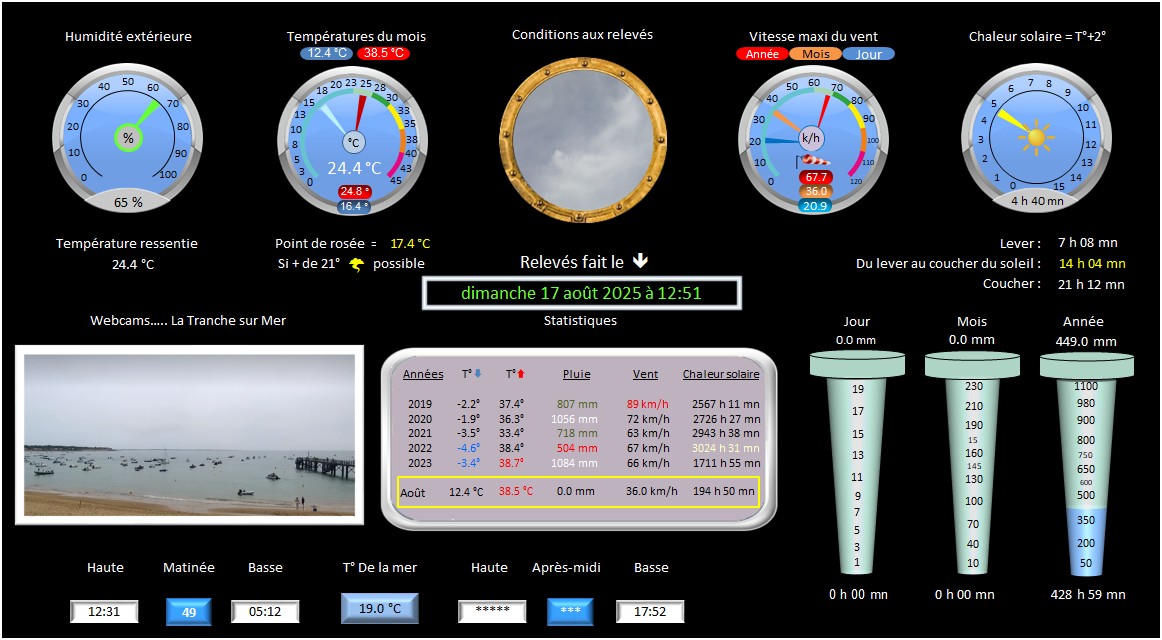 Humidité extérieure
Températures du mois
Conditions aux relevés
Vitesse maxi du vent
Chaleur solaire = T°+2°
12.4 °C 38.5 °C
Année Mois Jour
0 10 20 30 40 50 60 70 80 90 100
%
65 %
0 3 5 8 10 13 15 18 20 23 25 28 30 33 35 38 40 43 45
°C
24.4 °C
24.8 °
16.4 °
0 10 20 30 40 50 60 70 80 90 100 110 120
k/h
67.7
36.0
20.9
0 1 2 3 4 5 6 7 8 9 10 11 12 13 14 15
4 h 40 mn
Température ressentie
24.4 °C
Point de rosée = 17.4 °C
Si + de 21° possible
Relevés fait le
dimanche 17 août 2025 à 12:51
Lever : 7 h 08 mn
Du lever au coucher du soleil : 14 h 04 mn
Coucher : 21 h 12 mn
Webcams..... La Tranche sur Mer
Statistiques
Années T° T° Pluie Vent Chaleur solaire
2019 -2.2° 37.4° 807 mm 89 km/h 2567 h 11 mn
2020 -1.9° 36.3° 1056 mm 72 km/h 2726 h 27 mn
2021 -3.5° 33.4° 718 mm 63 km/h 2943 h 38 mn
2022 -4.6° 38.4° 504 mm 67 km/h 3024 h 31 mn
2023 -3.4° 38.7° 1084 mm 66 km/h 1711 h 55 mn
Août 12.4 °C 38.5 °C 0.0 mm 36.0 km/h 194 h 50 mn
Jour
0.0 mm
19
17
15
13
11
9
7
5
3
1
0 h 00 mn
Mois
0.0 mm
230
210
190
15
160
145
130
100
70
40
10
0 h 00 mn
Année
449.0 mm
1100
980
900
800
750
650
600
500
350
200
50
428 h 59 mn
Haute Matinée Basse
12:31 49 05:12
T° De la mer
19.0 °C
Haute Après-midi Basse
***** *** 17:52